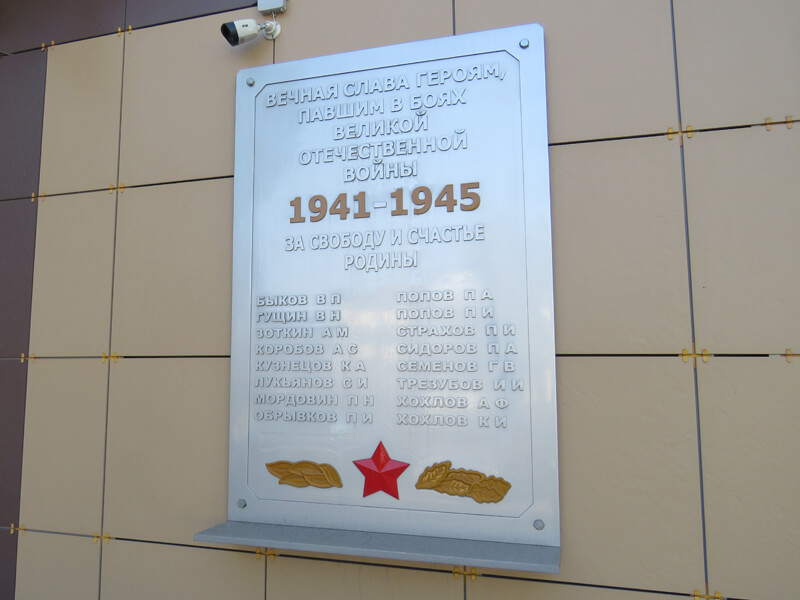 ВЕЧНАЯ СЛАВА ГЕРОЯМ,
ПАВШИМ В БОЯХ
ВЕЛИКОЙ
ОТЕЧЕСТВЕННОЙ
ВОЙНЫ
1941-1945
ЗА СВОБОДУ И СЧАСТЬЕ
РОДИНЫ
БЫКОВ В П
ГУЩИН В Н
ЗОТКИН А М
КОРОБОВ А С
КУЗНЕЦОВ К А
ЛУКЬЯНОВ С И
МОРДОВИН П Н
ОБРЫВКОВ П И
ПОПОВ П А
ПОПОВ П И
СТРАХОВ П И
СИДОРОВ П А
СЕМЕНОВ Г В
ТРЕЗУБОВ И И
ХОХЛОВ А Ф
ХОХЛОВ К И